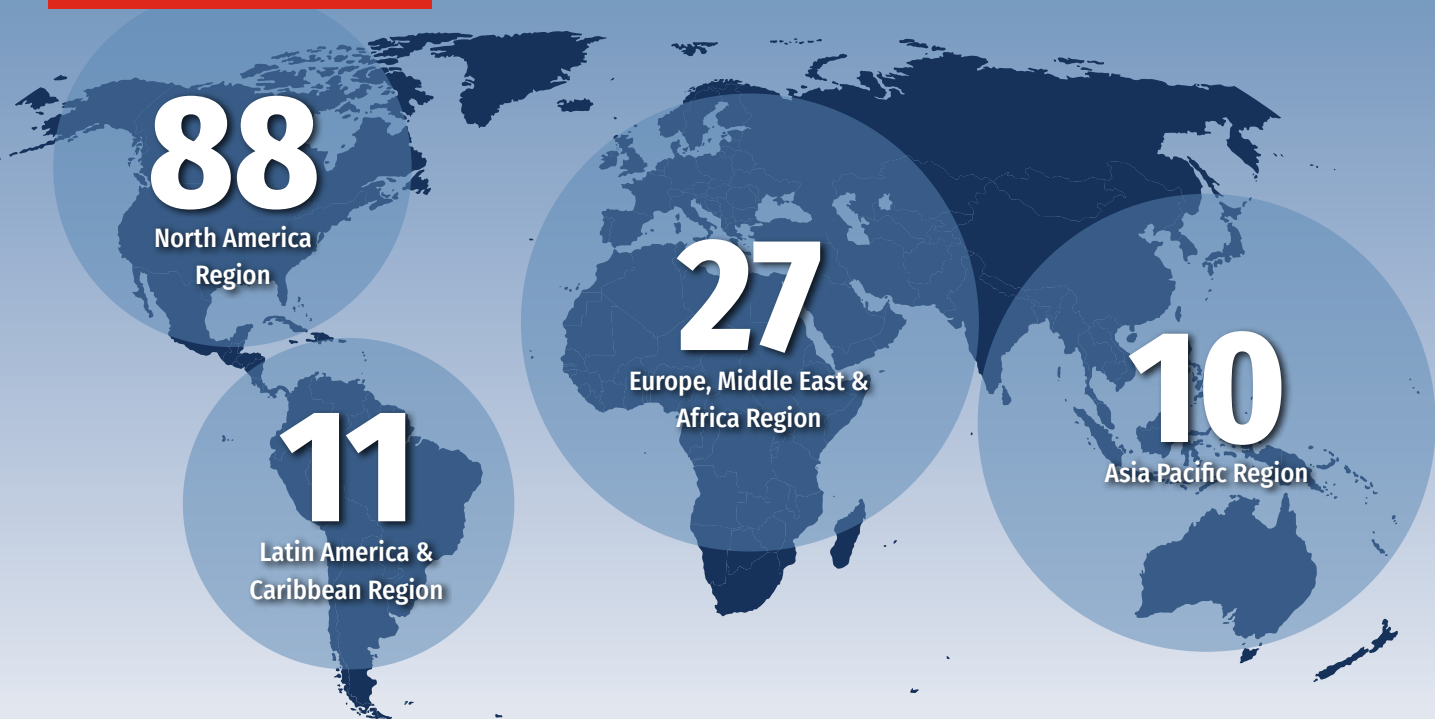 88
North America
Region
27
Europe, Middle East &
Africa Region
10
Asia Pacific Region
11
Latin America &
Caribbean Region